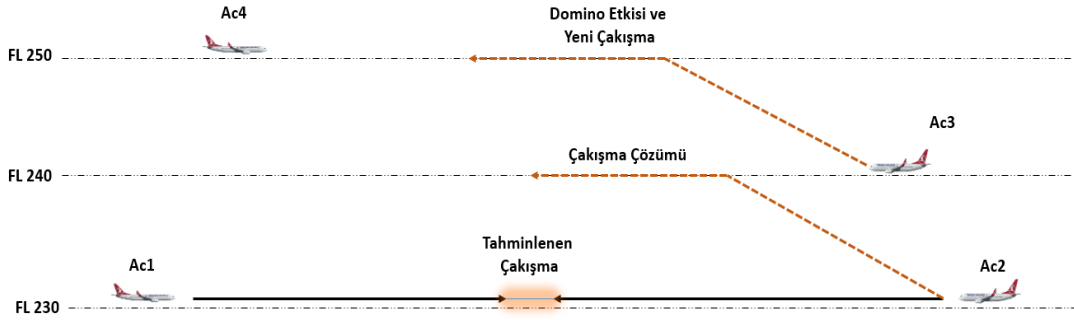 Ac4
Domino Etkisi ve
Yeni Çakışma
FL 250
Ac3
Çakışma Çözümü
FL 240
Tahminlenen
Çakışma
Ac1
Ac2
FL 230